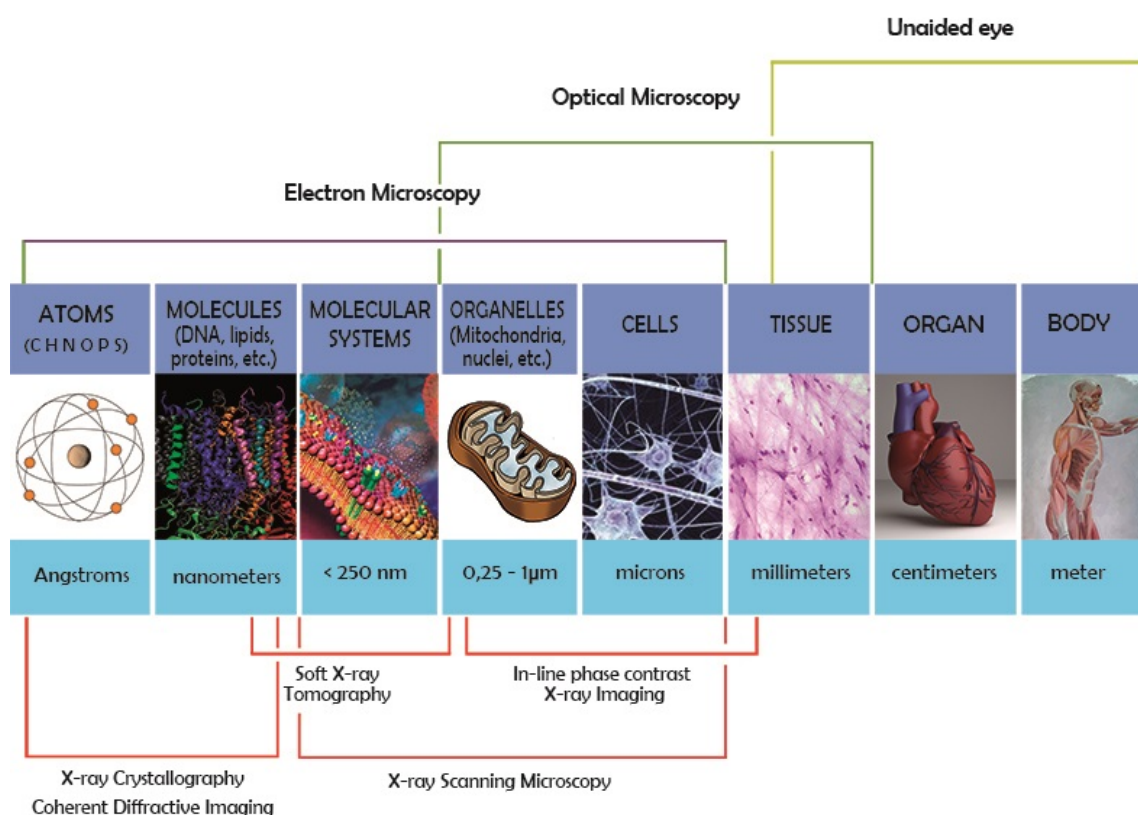 Unaided eye
Optical Microscopy
Electron Microscopy
ATOMS
(C H N O P S)
MOLECULES
(DNA, lipids,
proteins, etc.)
MOLECULAR
SYSTEMS
ORGANELLES
(Mitochondria,
nuclei, etc.)
CELLS
TISSUE
ORGAN
BODY
Angstroms
nanometers
< 250 nm
0,25 - 1µm
microns
millimeters
centimeters
meter
Soft X-ray
Tomography
In-line phase contrast
X-ray Imaging
X-ray Crystallography
Coherent Diffractive Imaging
X-ray Scanning Microscopy